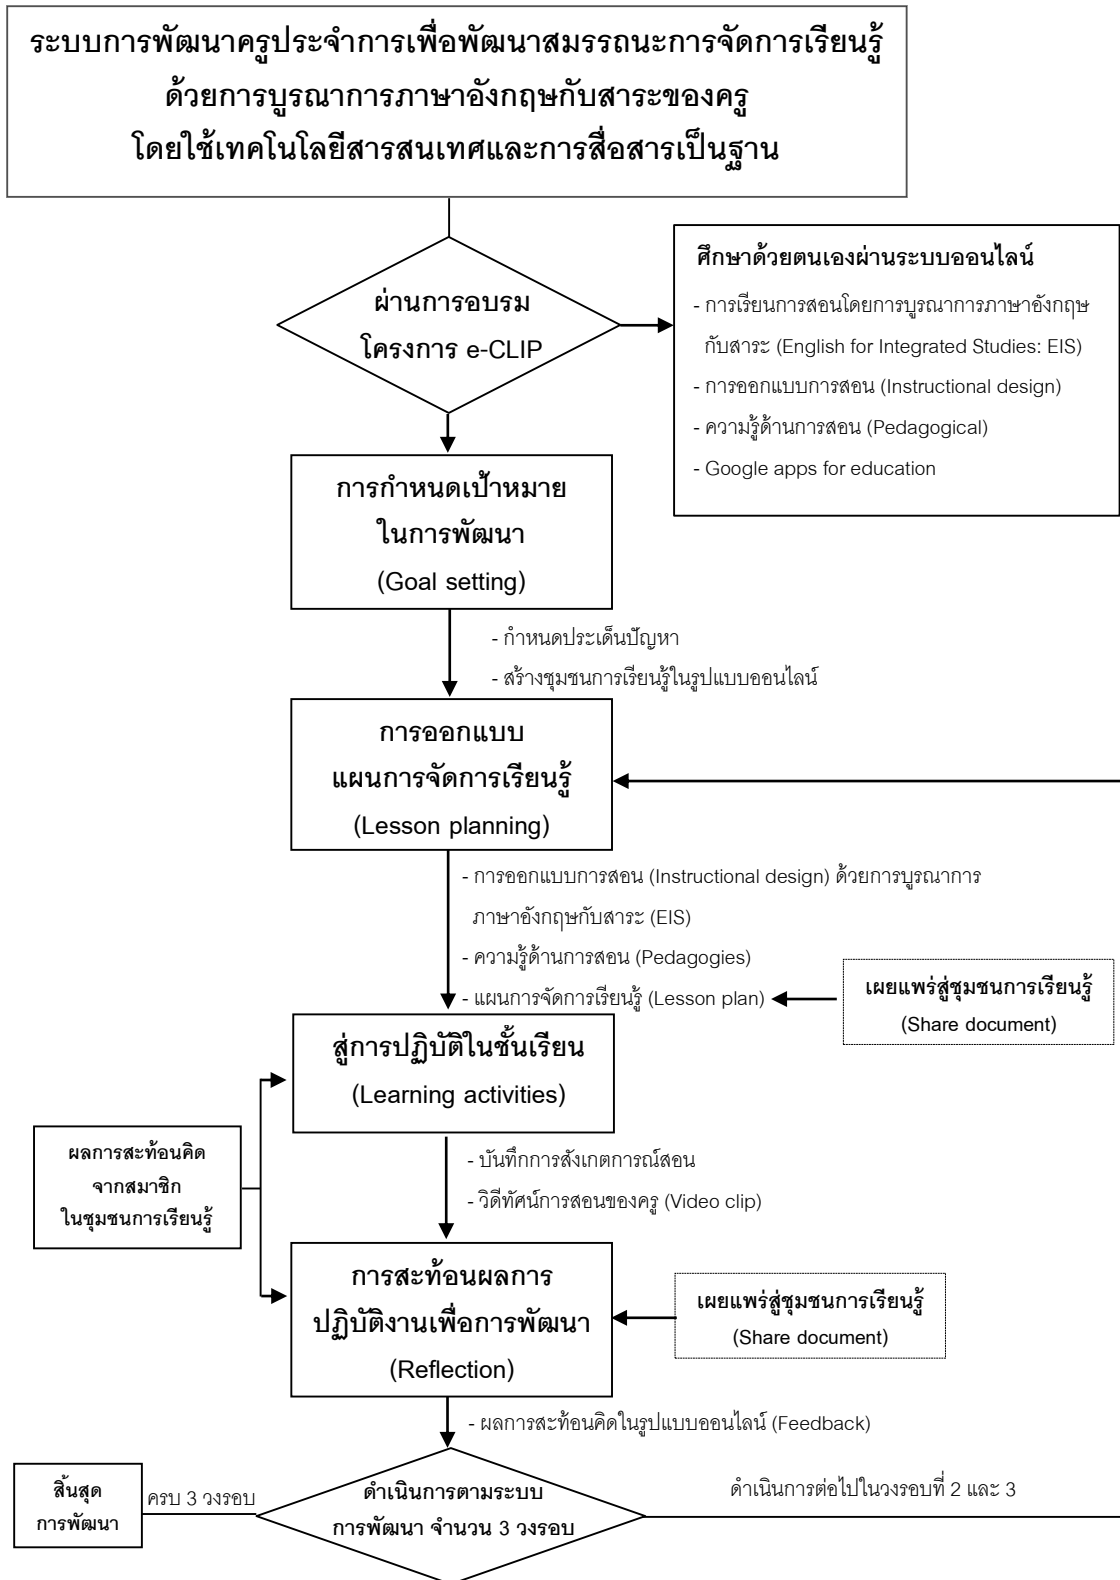 ระบบการพัฒนาครูประจำการเพื่อพัฒนาสมรรถนะการจัดการเรียนรู้
ด้วยการบูรณาการภาษาอังกฤษกับสาระของครู
โดยใช้เทคโนโลยีสารสนเทศและการสื่อสารเป็นฐาน
ผ่านการอบรม
โครงการ e-CLIP
ศึกษาด้วยตนเองผ่านระบบออนไลน์
- การเรียนการสอนโดยการบูรณาการภาษาอังกฤษ
กับสาระ (English for Integrated Studies: EIS)
- การออกแบบการสอน (Instructional design)
- ความรู้ด้านการสอน (Pedagogical)
- Google apps for education
การกำหนดเป้าหมาย
ในการพัฒนา
(Goal setting)
- กำหนดประเด็นปัญหา
- สร้างชุมชนการเรียนรู้ในรูปแบบออนไลน์
การออกแบบ
แผนการจัดการเรียนรู้
(Lesson planning)
- การออกแบบการสอน (Instructional design) ด้วยการบูรณาการ
ภาษาอังกฤษกับสาระ (EIS)
- ความรู้ด้านการสอน (Pedagogies)
- แผนการจัดการเรียนรู้ (Lesson plan)
เผยแพร่สู่ชุมชนการเรียนรู้
(Share document)
สู่การปฏิบัติในชั้นเรียน
(Learning activities)
ผลการสะท้อนคิด
จากสมาชิก
ในชุมชนการเรียนรู้
- บันทึกการสังเกตการณ์สอน
- วิดีทัศน์การสอนของครู (Video clip)
การสะท้อนผลการ
ปฏิบัติงานเพื่อการพัฒนา
(Reflection)
เผยแพร่สู่ชุมชนการเรียนรู้
(Share document)
- ผลการสะท้อนคิดในรูปแบบออนไลน์ (Feedback)
สิ้นสุด
การพัฒนา
ครบ 3 วงรอบ
ดำเนินการตามระบบ
การพัฒนา จำนวน 3 วงรอบ
ดำเนินการต่อไปในวงรอบที่ 2 และ 3